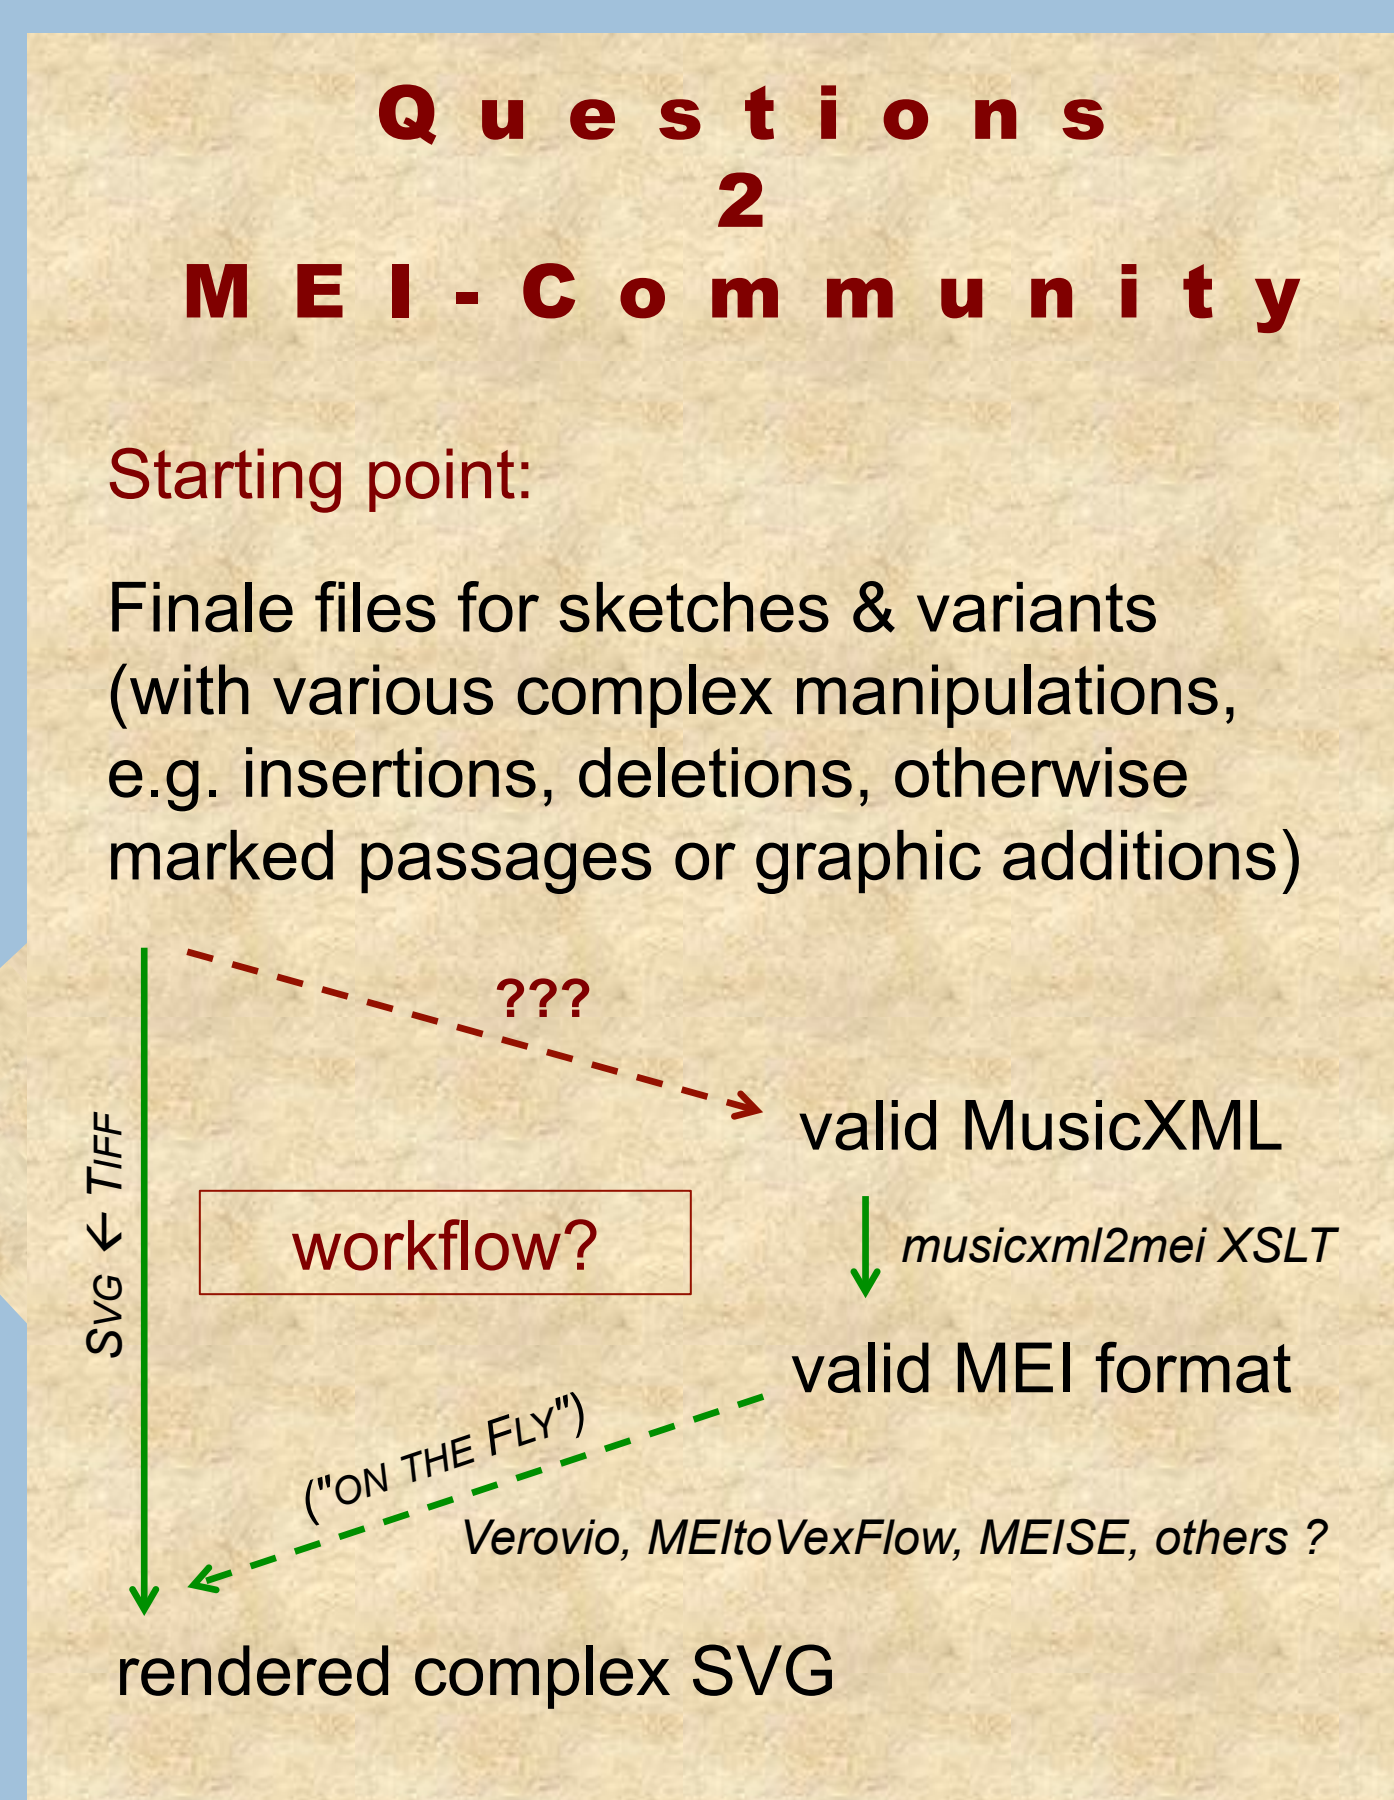 Questions
2
MEI-Community
Starting point:
Finale files for sketches & variants
(with various complex manipulations,
e.g. insertions, deletions, otherwise
marked passages or graphic additions)
???
valid MusicXML
SVG ← TIFF
workflow?
musicxml2mei XSLT
valid MEI format
("ON THE FLY")
Verovio, MEItoVexFlow, MEISE, others ?
rendered complex SVG